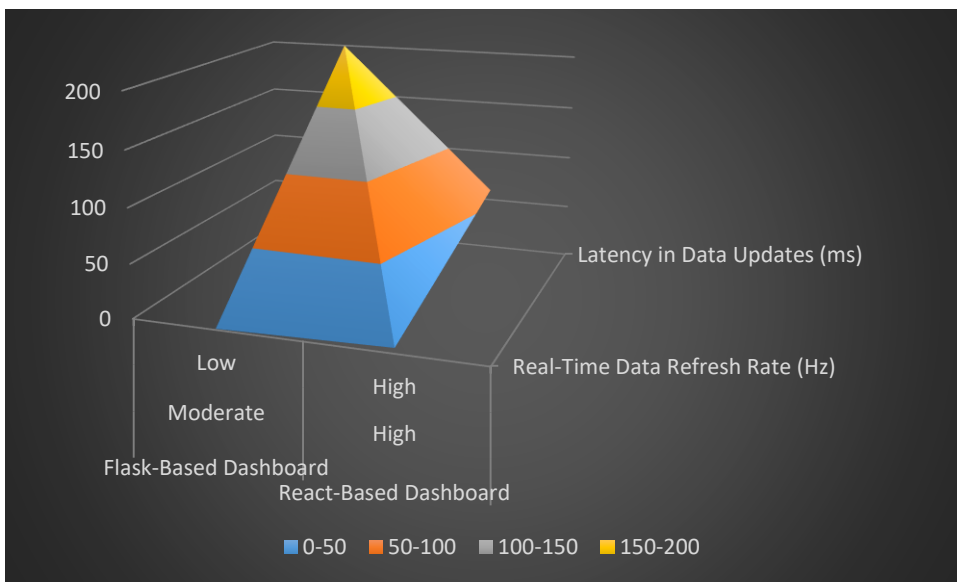 200
150
100
50
0
Latency in Data Updates (ms)
Real-Time Data Refresh Rate (Hz)
Low
High
Moderate
High
Flask-Based Dashboard
React-Based Dashboard
0-50 50-100 100-150 150-200